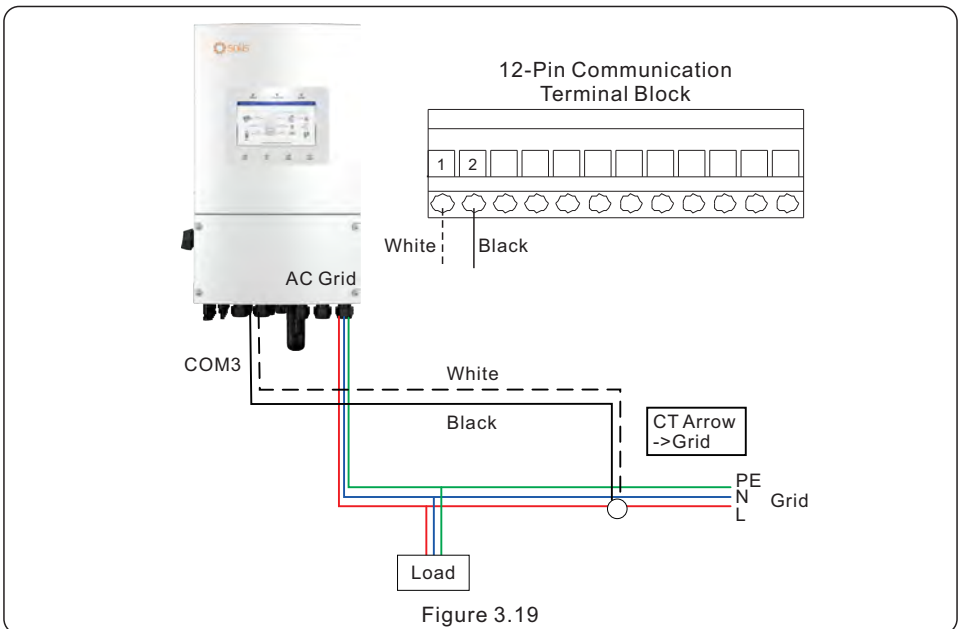 Solis
12-Pin Communication
Terminal Block
1 2
White
Black
AC Grid
COM3
White
Black
CT Arrow
->Grid
PE
N
L
Grid
Load
Figure 3.19